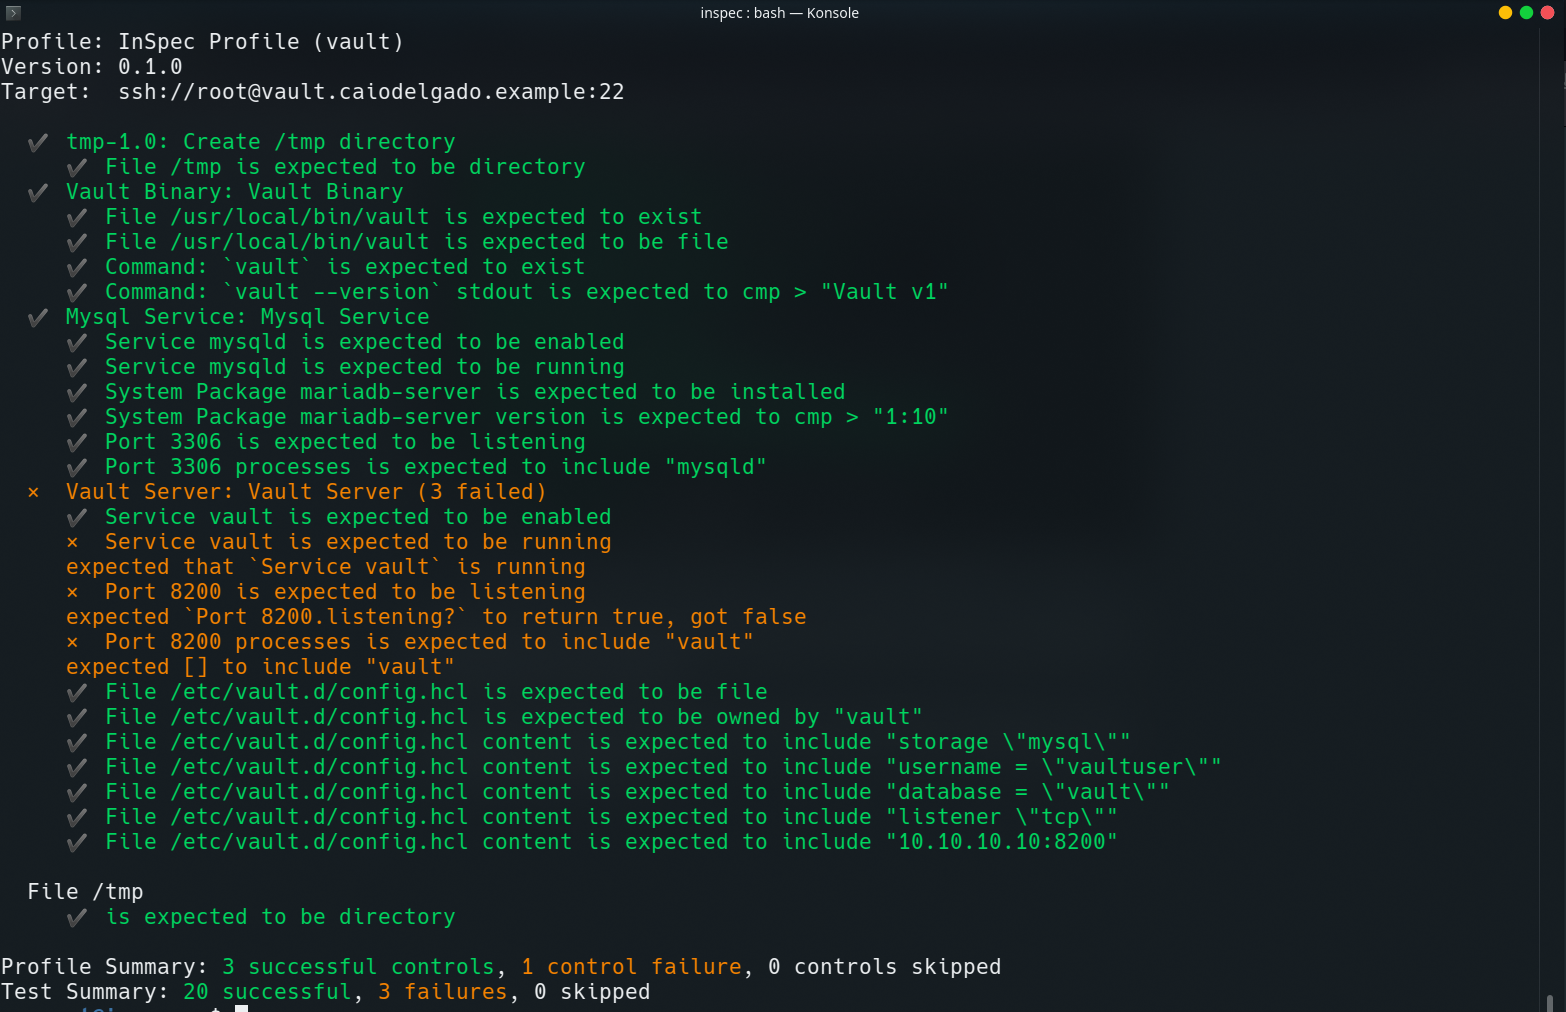 inspec : bash — Konsole
Profile: InSpec Profile (vault)
Version: 0.1.0
Target:  ssh://root@vault.caiodelgado.example:22
✔ tmp-1.0: Create /tmp directory
✔ File /tmp is expected to be directory
✔ Vault Binary: Vault Binary
✔ File /usr/local/bin/vault is expected to exist
✔ File /usr/local/bin/vault is expected to be file
✔ Command: `vault` is expected to exist
✔ Command: `vault --version` stdout is expected to cmp > "Vault v1"
✔ Mysql Service: Mysql Service
✔ Service mysqld is expected to be enabled
✔ Service mysqld is expected to be running
✔ System Package mariadb-server is expected to be installed
✔ System Package mariadb-server version is expected to cmp > "1:10"
✔ Port 3306 is expected to be listening
✔ Port 3306 processes is expected to include "mysqld"
× Vault Server: Vault Server (3 failed)
✔ Service vault is expected to be enabled
× Service vault is expected to be running
expected that `Service vault` is running
× Port 8200 is expected to be listening
expected `Port 8200.listening?` to return true, got false
× Port 8200 processes is expected to include "vault"
expected [] to include "vault"
✔ File /etc/vault.d/config.hcl is expected to be file
✔ File /etc/vault.d/config.hcl is expected to be owned by "vault"
✔ File /etc/vault.d/config.hcl content is expected to include "storage \"mysql\""
✔ File /etc/vault.d/config.hcl content is expected to include "username = \"vaultuser\""
✔ File /etc/vault.d/config.hcl content is expected to include "database = \"vault\""
✔ File /etc/vault.d/config.hcl content is expected to include "listener \"tcp\""
✔ File /etc/vault.d/config.hcl content is expected to include "10.10.10.10:8200"
File /tmp
✔ is expected to be directory
Profile Summary: 3 successful controls, 1 control failure, 0 controls skipped
Test Summary: 20 successful, 3 failures, 0 skipped